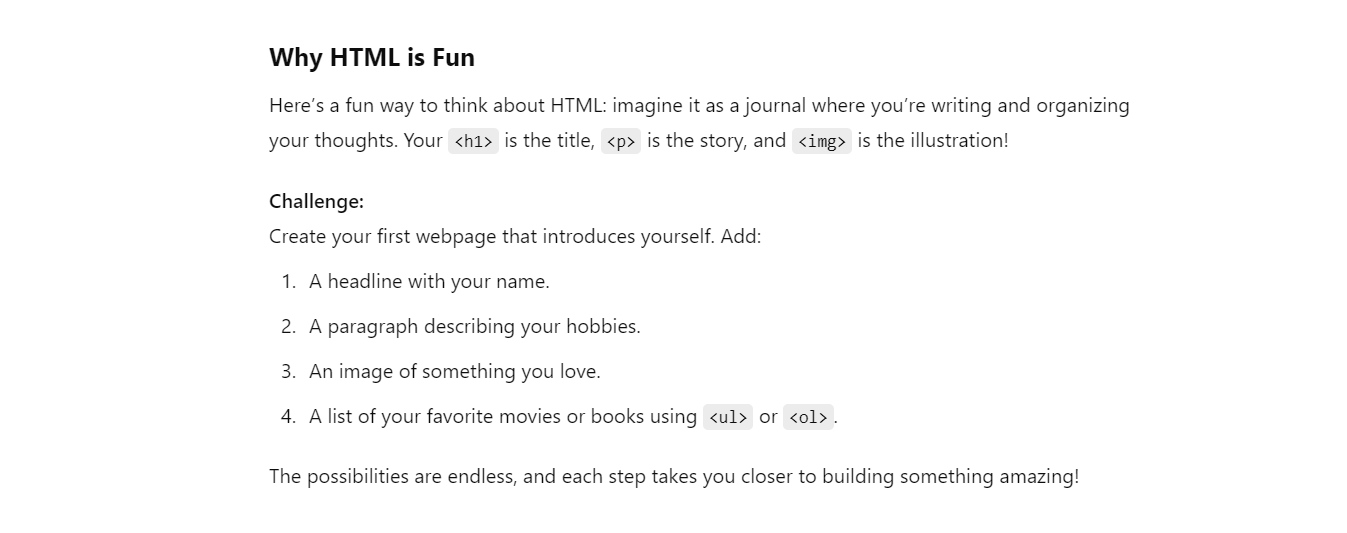 Why HTML is Fun
Here’s a fun way to think about HTML: imagine it as a journal where you’re writing and organizing
your thoughts. Your <h1> is the title, <p> is the story, and <img> is the illustration!
Challenge:
Create your first webpage that introduces yourself. Add:
1. A headline with your name.
2. A paragraph describing your hobbies.
3. An image of something you love.
4. A list of your favorite movies or books using <ul> or <ol>.
The possibilities are endless, and each step takes you closer to building something amazing!